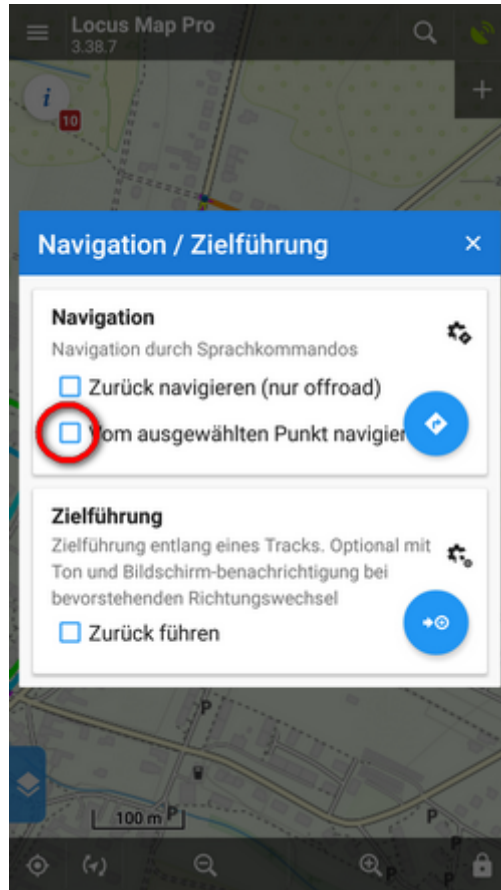 Locus Map Pro
3.38.7
i
10
Navigation / Zielführung
Navigation
Navigation durch Sprachkommandos
Zurück navigieren (nur offroad)
Vom ausgewählten Punkt navigier
Zielführung
Zielführung entlang eines Tracks. Optional mit
Ton und Bildschirm-benachrichtigung bei
bevorstehenden Richtungswechsel
Zurück führen
P
100 m
P
P
P
P